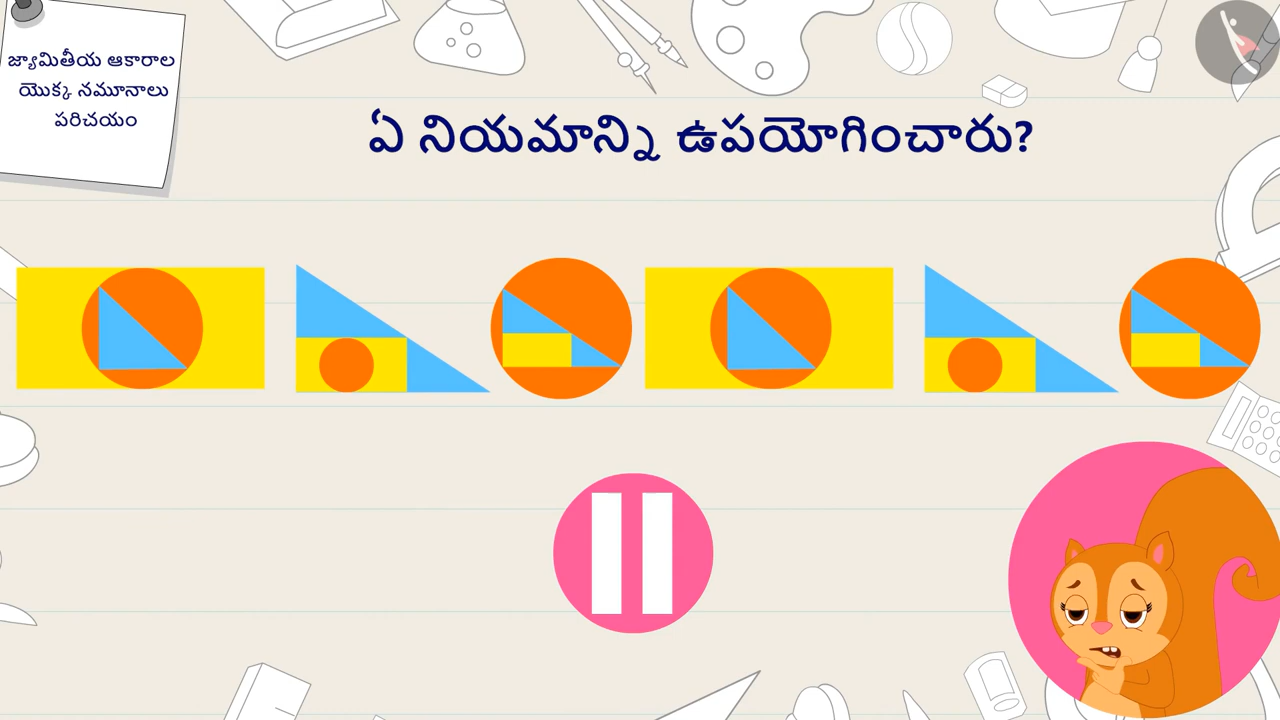 జ్యామితీయ ఆకారాల
యొక్క నమూనాలు
పరిచయం
ఏ నియమాన్ని ఉపయోగించారు?